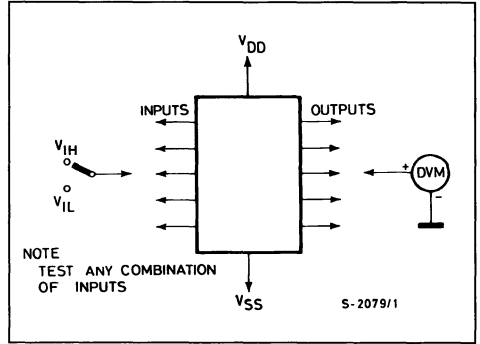 VDD
INPUTS
OUTPUTS
VIH
VIL
+
DVM
-
NOTE
TEST ANY COMBINATION
OF INPUTS
VSS
S-2079/1